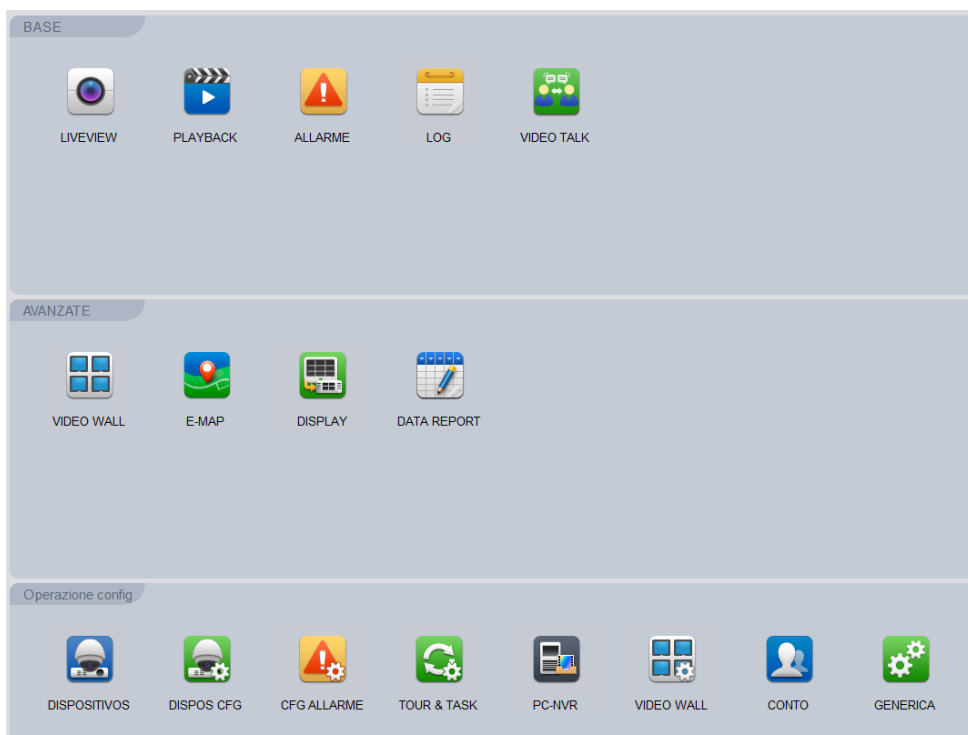 BASE
LIVEVIEW PLAYBACK ALLARME LOG VIDEO TALK
AVANZATE
VIDEO WALL E-MAP DISPLAY DATA REPORT
Operazione config
DISPOSITIVOS DISPOS CFG CFG ALLARME TOUR & TASK PC-NVR VIDEO WALL CONTO GENERICA